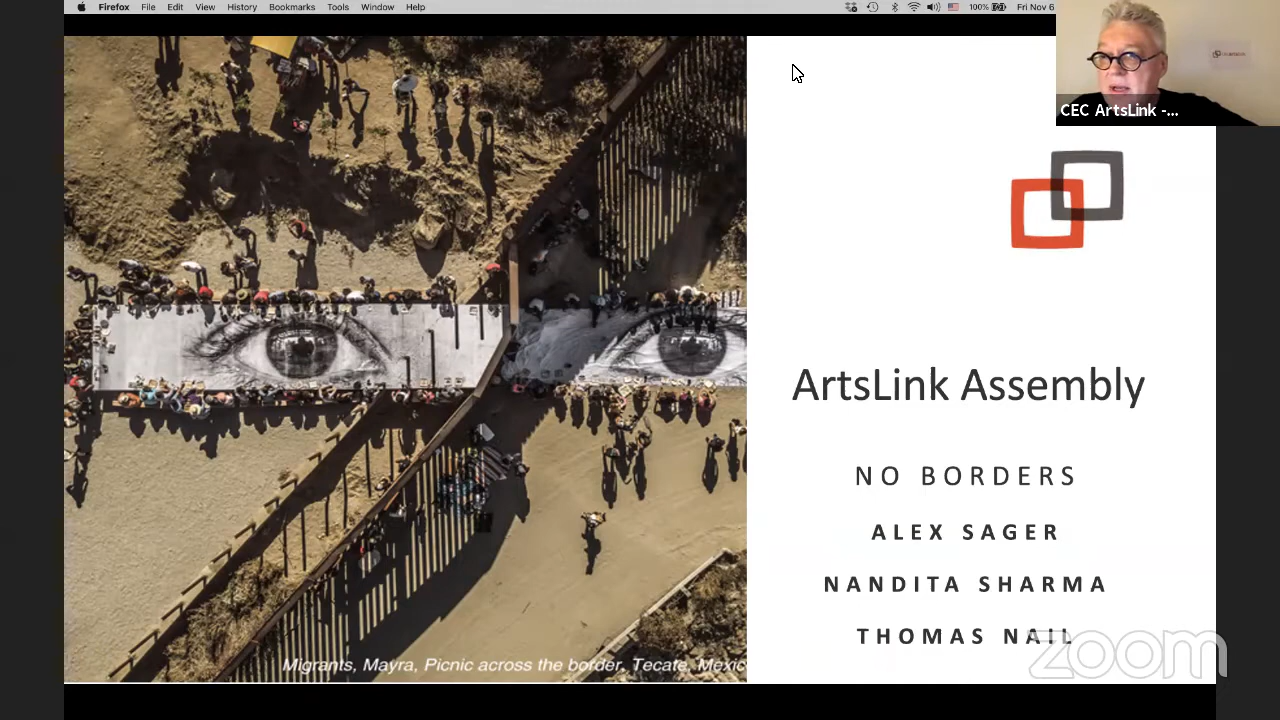 Firefox File Edit View History Bookmarks Tools Window Help 100% Fri Nov 6
CEC ArtsLink -...
ArtsLink Assembly
NO BORDERS
ALEX SAGER
NANDITA SHARMA
THOMAS NAIL
zoom
Migrants, Mayra, Picnic across the border, Tecate, Mexic